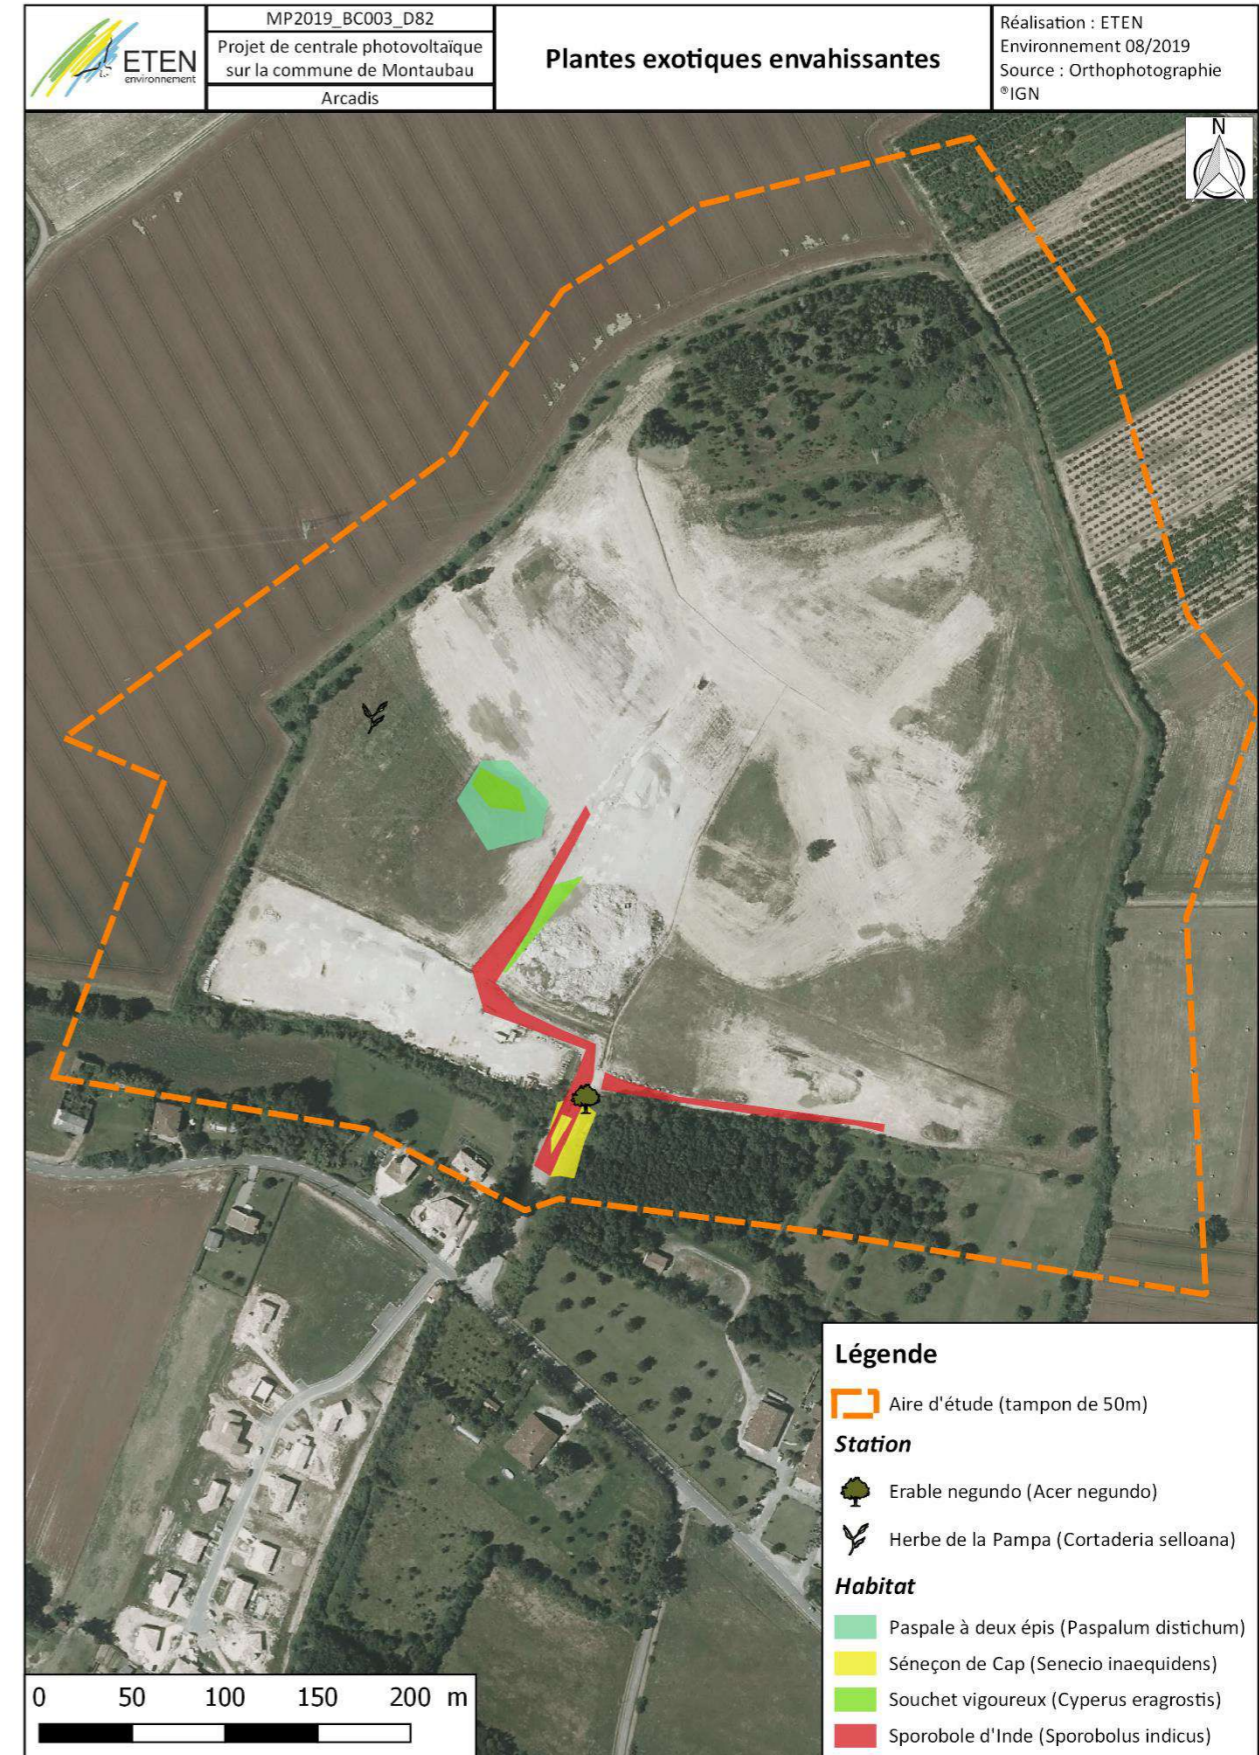 ETEN
environnement
MP2019_BC003_D82
Projet de centrale photovoltaïque
sur la commune de Montaubau
Arcadis
Plantes exotiques envahissantes
Réalisation : ETEN
Environnement 08/2019
Source : Orthophotographie
®IGN
N
Légende
Aire d'étude (tampon de 50m)
Station
Erable negundo (Acer negundo)
Herbe de la Pampa (Cortaderia selloana)
Habitat
Paspale à deux épis (Paspalum distichum)
Séneçon de Cap (Senecio inaequidens)
Souchet vigoureux (Cyperus eragrostis)
Sporobole d'Inde (Sporobolus indicus)
0 50 100 150 200 m